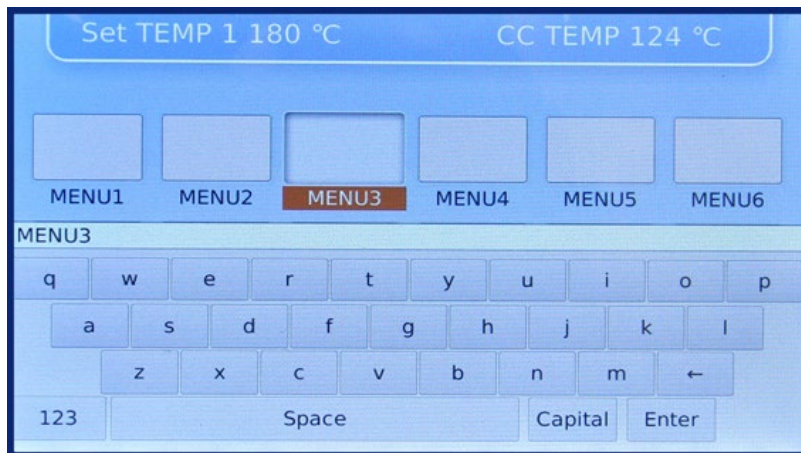 Set TEMP 1 180 °C CC TEMP 124 °C
MENU1 MENU2 MENU3 MENU4 MENU5 MENU6
MENU3
q w e r t y u i o p
a s d f g h j k l
z x c v b n m ←
123 Space Capital Enter